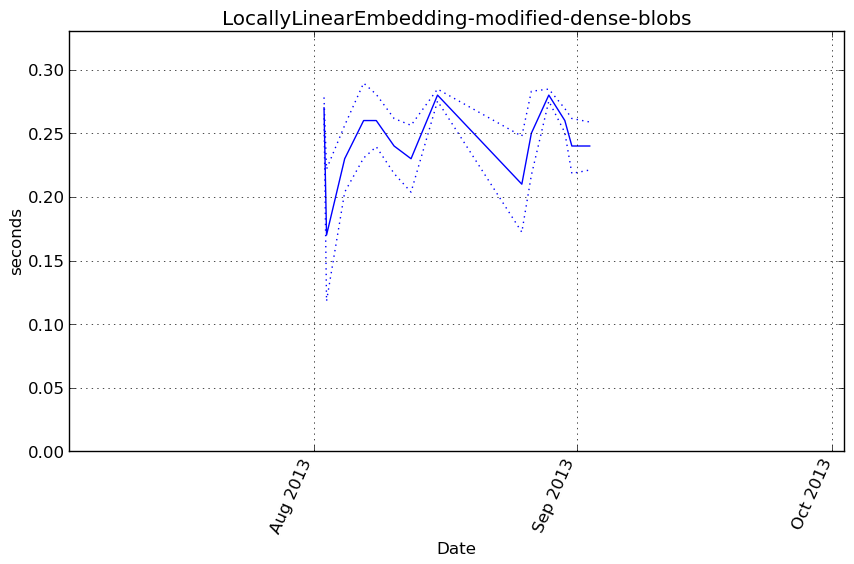 LocallyLinearEmbedding-modified-dense-blobs
0.30
0.25
0.20
0.15
0.10
0.05
0.00
seconds
Aug 2013
Sep 2013
Oct 2013
Date